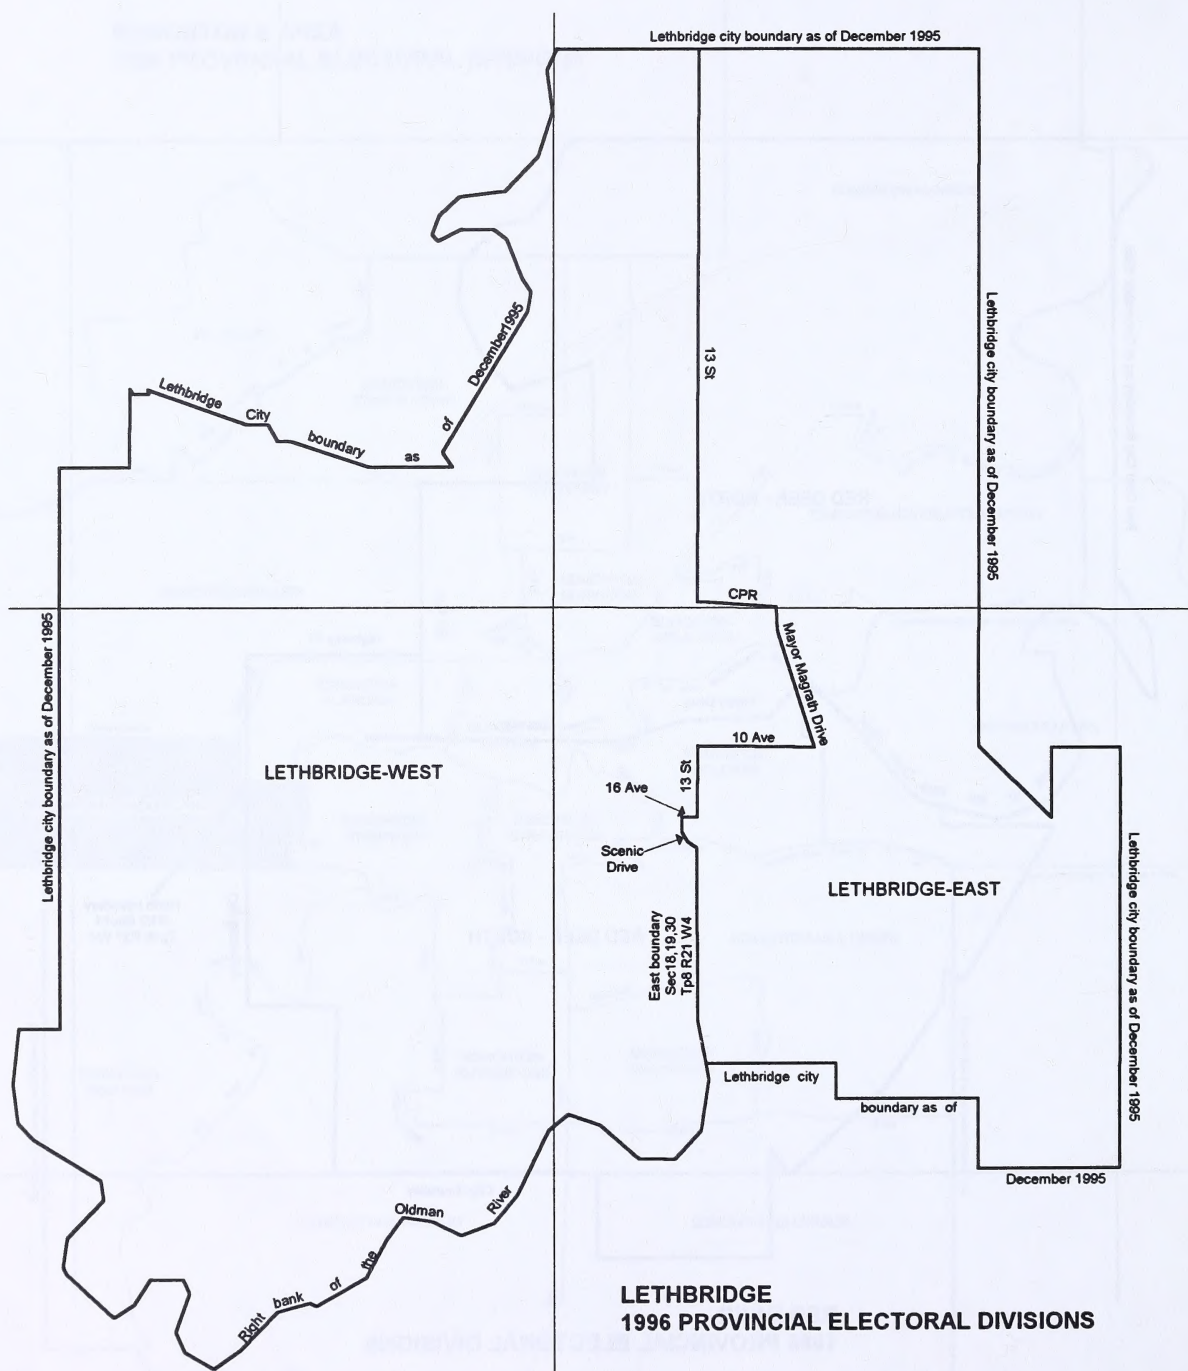 Lethbridge city boundary as of December 1995
Lethbridge City boundary as of December1995
13 St
Lethbridge city boundary as of December 1995
CPR
Mayor Magrath Drive
10 Ave
Lethbridge city boundary as of December 1995
LETHBRIDGE-WEST
13 St
16 Ave
Scenic
Drive
LETHBRIDGE-EAST
Lethbridge city boundary as of December 1995
East boundary
Sec18,19,30
Tp8 R21 W4
Lethbridge city
boundary as of
December 1995
Right bank of the Oldman River
LETHBRIDGE
1996 PROVINCIAL ELECTORAL DIVISIONS